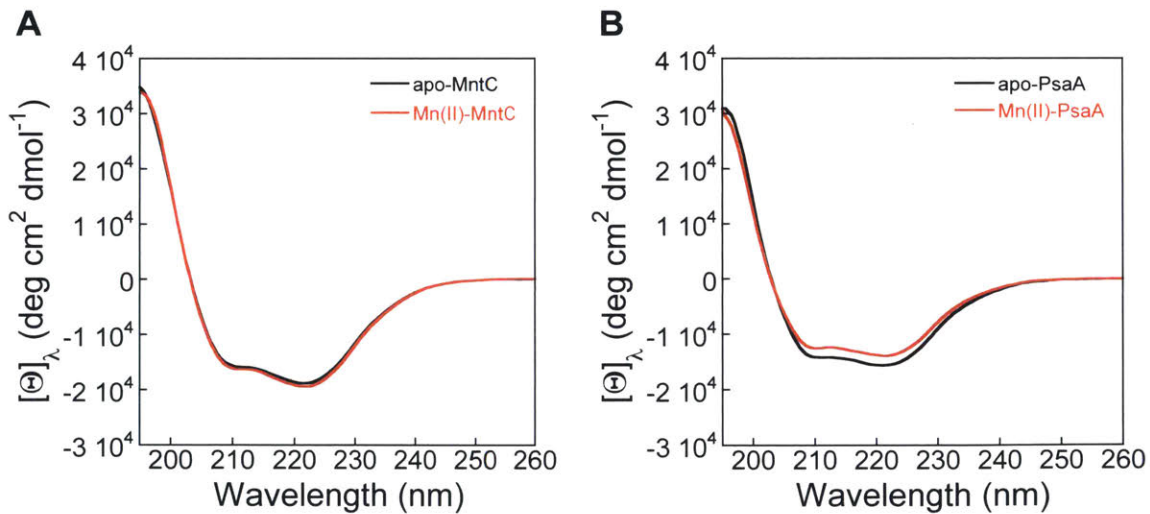 A
4 10⁴
3 10⁴
2 10⁴
1 10⁴
0
-1 10⁴
-2 10⁴
-3 10⁴
[Θ]λ (deg cm² dmol⁻¹)
apo-MntC
Mn(II)-MntC
200 210 220 230 240 250 260
Wavelength (nm)
B
4 10⁴
3 10⁴
2 10⁴
1 10⁴
0
-1 10⁴
-2 10⁴
-3 10⁴
[Θ]λ (deg cm² dmol⁻¹)
apo-PsaA
Mn(II)-PsaA
200 210 220 230 240 250 260
Wavelength (nm)